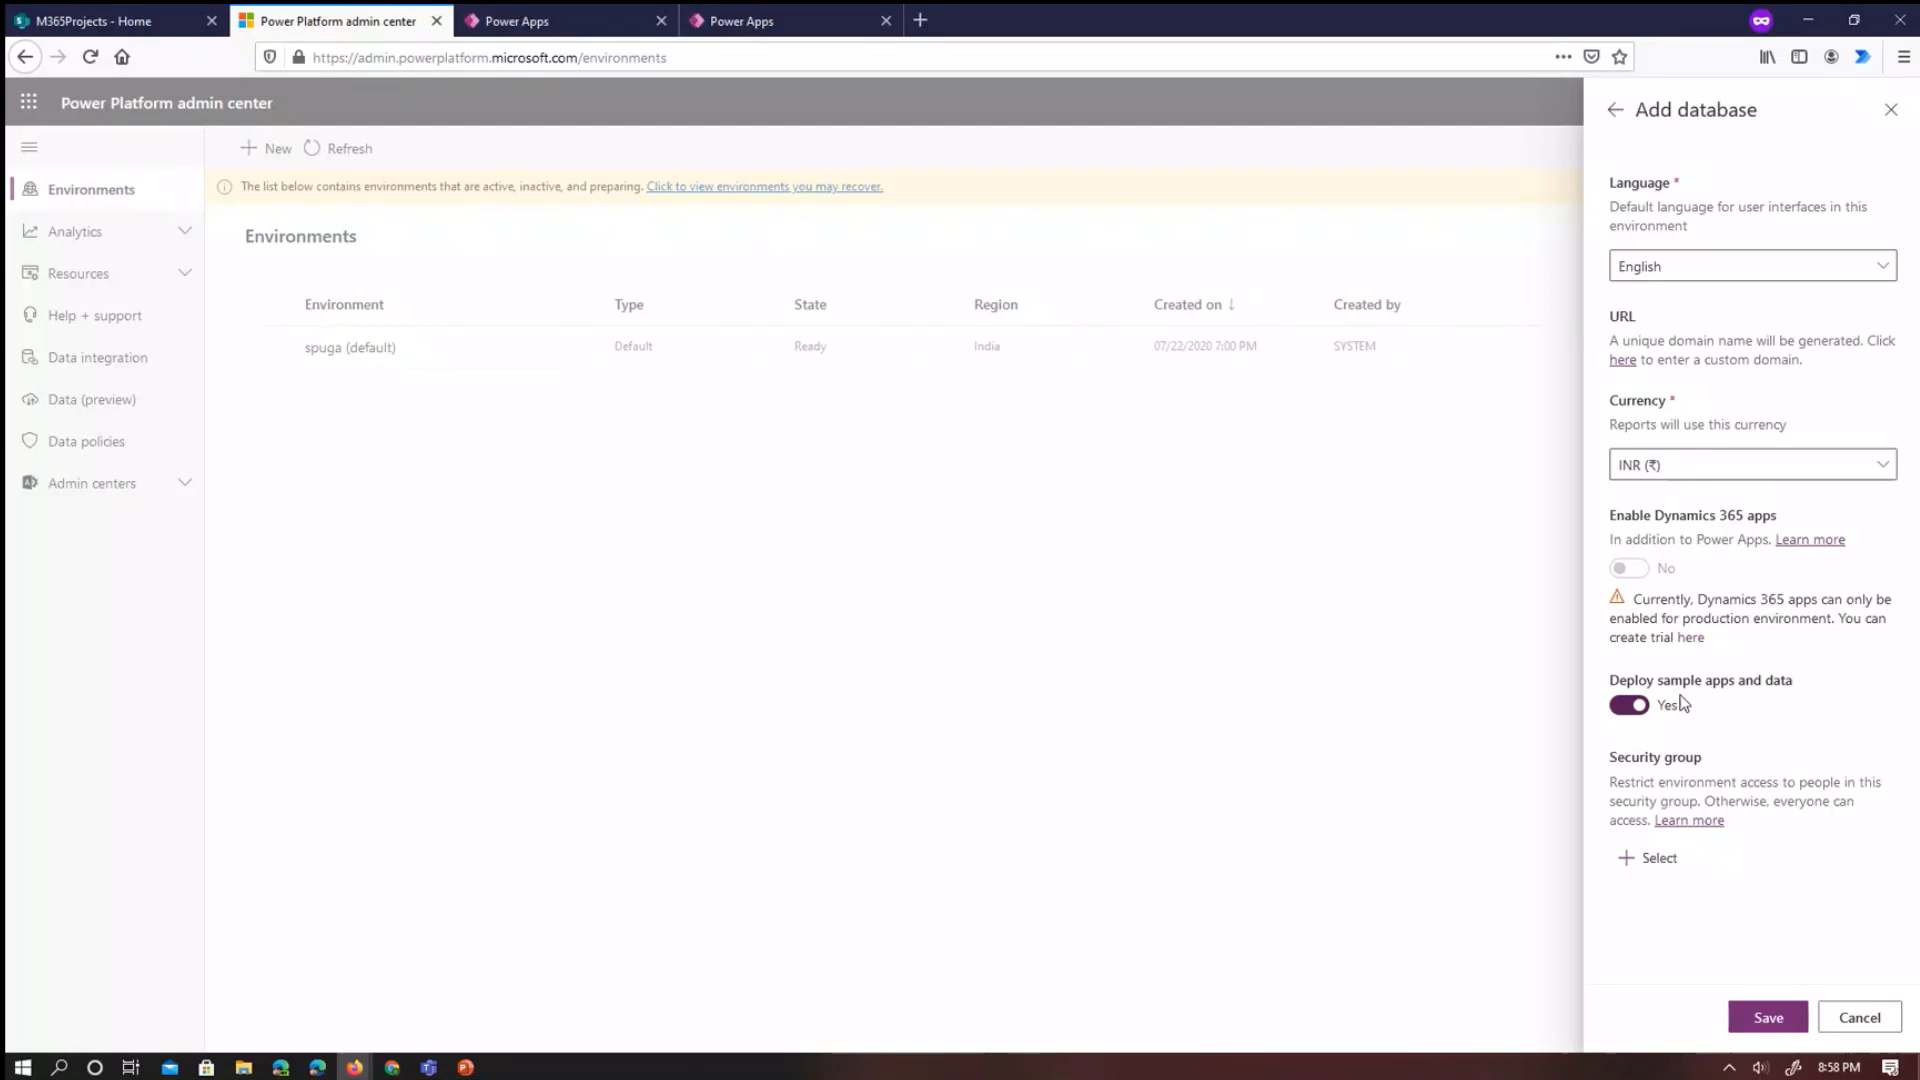 M365Projects - Home
Power Platform admin center
Power Apps
Power Apps
https://admin.powerplatform.microsoft.com/environments
Power Platform admin center
Environments
Analytics
Resources
Help + support
Data integration
Data (preview)
Data policies
Admin centers
New
Refresh
The list below contains environments that are active, inactive, and preparing. Click to view environments you may recover.
Environments
Environment Type State Region Created on ↓ Created by
spuga (default) Default Ready India 07/22/2020 7:00 PM SYSTEM
Add database
Language *
Default language for user interfaces in this
environment
English
URL
A unique domain name will be generated. Click
here to enter a custom domain.
Currency *
Reports will use this currency
INR (₹)
Enable Dynamics 365 apps
In addition to Power Apps. Learn more
No
Currently, Dynamics 365 apps can only be
enabled for production environment. You can
create trial here
Deploy sample apps and data
Yes
Security group
Restrict environment access to people in this
security group. Otherwise, everyone can
access. Learn more
Select
Save
Cancel
8:58 PM